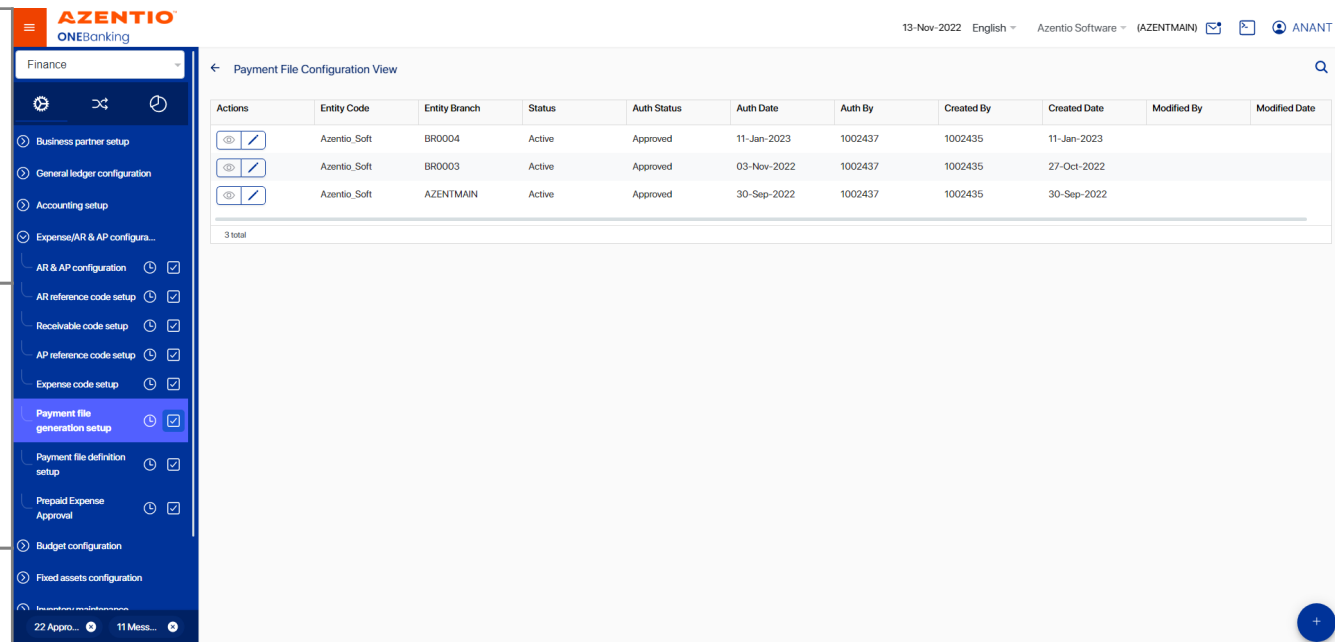 AZENTIO
ONEBanking
13-Nov-2022 English Azentio Software (AZENTMAIN) ANANT
Finance
Payment File Configuration View
Actions Entity Code Entity Branch Status Auth Status Auth Date Auth By Created By Created Date Modified By Modified Date
Azentio_Soft BR0004 Active Approved 11-Jan-2023 1002437 1002435 11-Jan-2023
Azentio_Soft BR0003 Active Approved 03-Nov-2022 1002437 1002435 27-Oct-2022
Azentio_Soft AZENTMAIN Active Approved 30-Sep-2022 1002437 1002435 30-Sep-2022
3 total
Business partner setup
General ledger configuration
Accounting setup
Expense/AR & AP configura...
AR & AP configuration
AR reference code setup
Receivable code setup
AP reference code setup
Expense code setup
Payment file
generation setup
Payment file definition
setup
Prepaid Expense
Approval
Budget configuration
Fixed assets configuration
Inventory maintenance
22 Appro... 11 Mess...